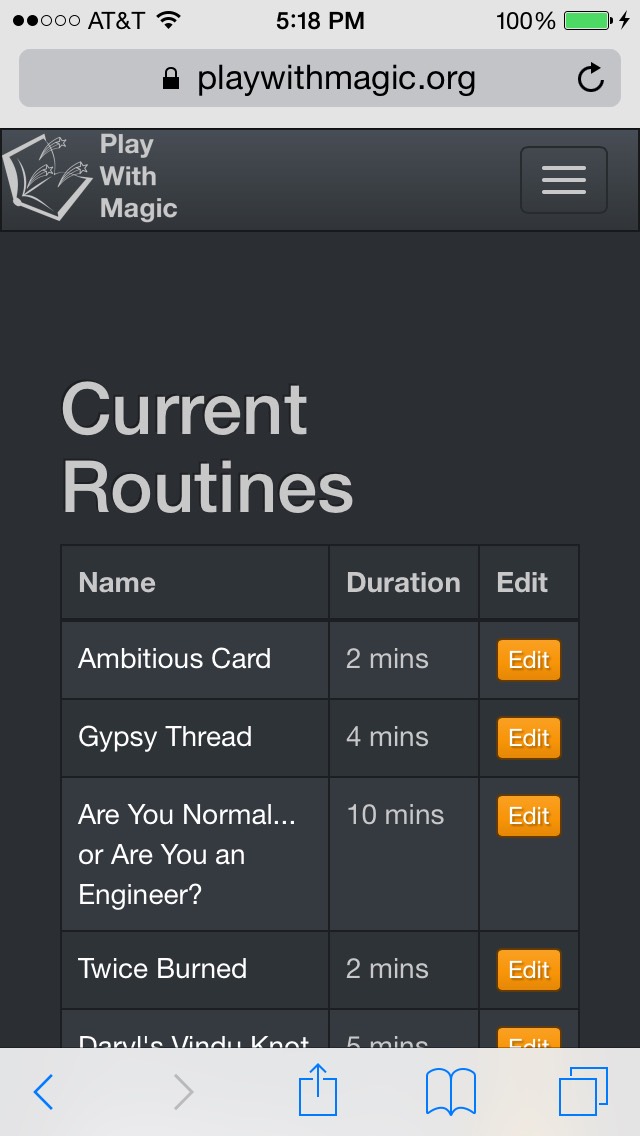 AT&T 5:18 PM 100%
playwithmagic.org
Play
With
Magic
Current
Routines
Name Duration Edit
Ambitious Card 2 mins Edit
Gypsy Thread 4 mins Edit
Are You Normal... 10 mins Edit
or Are You an
Engineer?
Twice Burned 2 mins Edit
Daryl's Vindu Knot 5 mins Edit